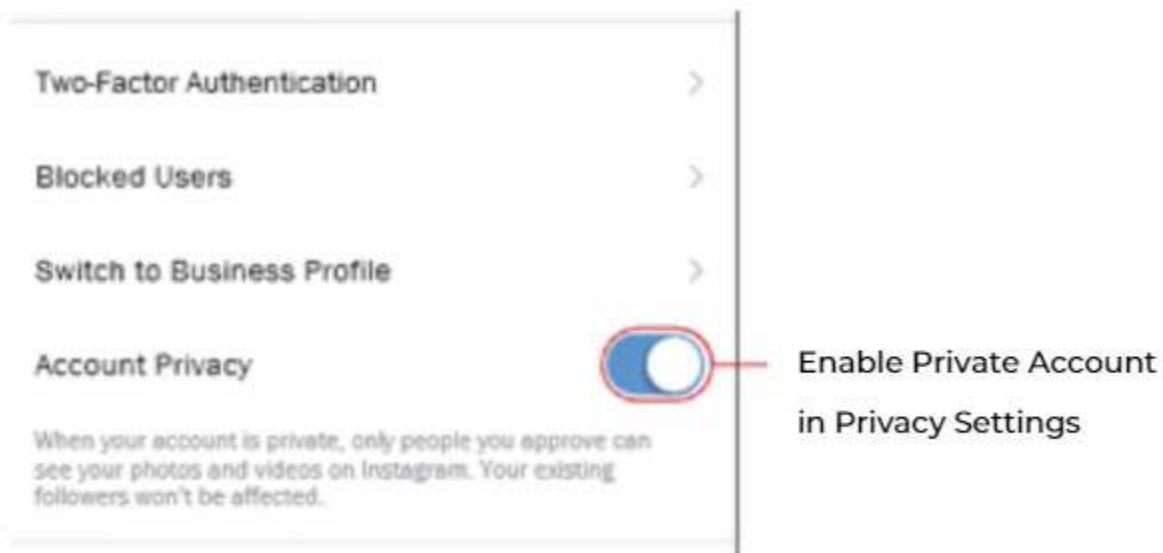 Two-Factor Authentication
Blocked Users
Switch to Business Profile
Account Privacy
Enable Private Account
in Privacy Settings
When your account is private, only people you approve can
see your photos and videos on Instagram. Your existing
followers won't be affected.